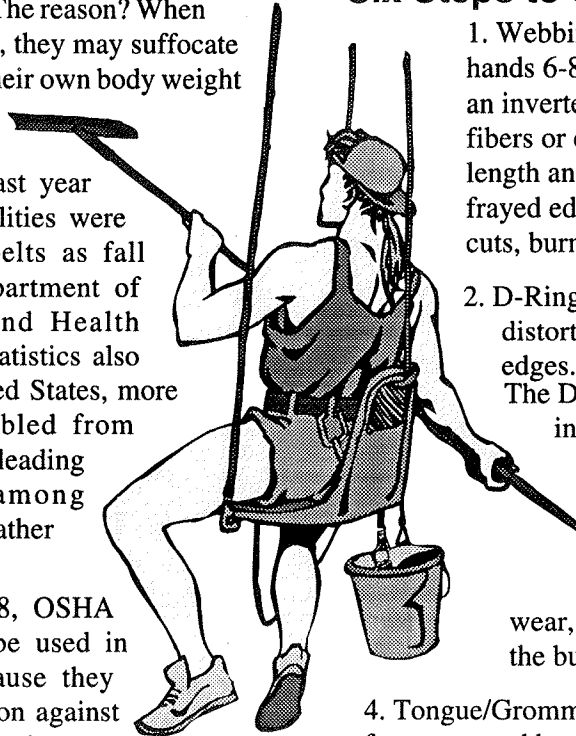 The reason? When
, they may suffocate
heir own body weight
ast year
lities were
elts as fall
partment of
nd Health
atistics also
ed States, more
bled from
leading
among
ather
8, OSHA
be used in
ause they
on against
Six Steps to
1. Webbin
hands 6-8
an inverte
fibers or
length an
frayed ed
cuts, burn
2. D-Ring
distort
edges.
The D
in
wear,
the bu
4. Tongue/Gromm